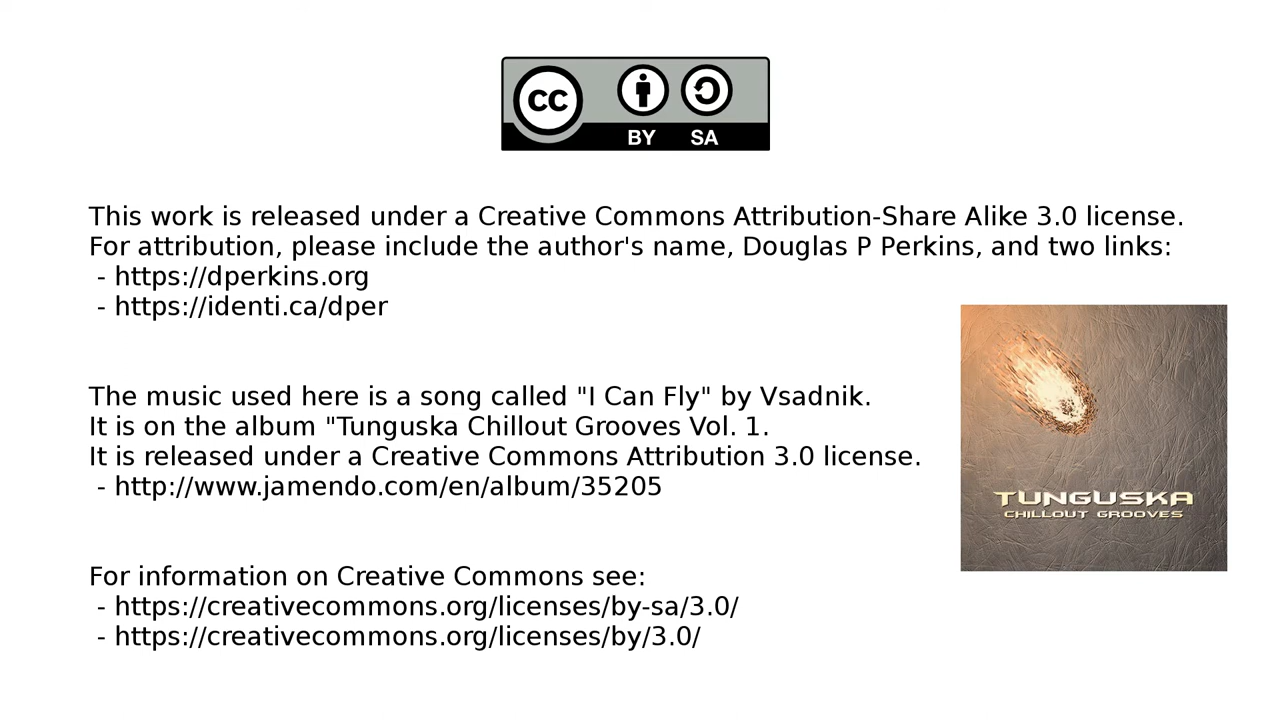 CC BY SA
This work is released under a Creative Commons Attribution-Share Alike 3.0 license.
For attribution, please include the author's name, Douglas P Perkins, and two links:
- https://dperkins.org
- https://identi.ca/dper
The music used here is a song called "I Can Fly" by Vsadnik.
It is on the album "Tunguska Chillout Grooves Vol. 1.
It is released under a Creative Commons Attribution 3.0 license.
- http://www.jamendo.com/en/album/35205
TUNGUSKA
CHILLOUT GROOVES
For information on Creative Commons see:
- https://creativecommons.org/licenses/by-sa/3.0/
- https://creativecommons.org/licenses/by/3.0/